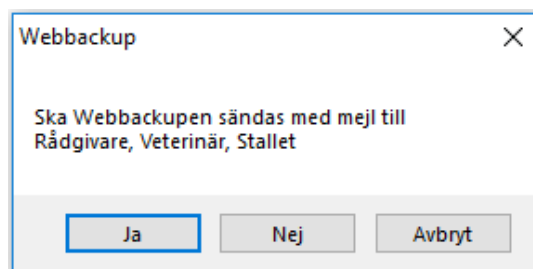 Webbackup
Ska Webbackupen sändas med mejl till
Rådgivare, Veterinär, Stallet
Ja
Nej
Avbryt